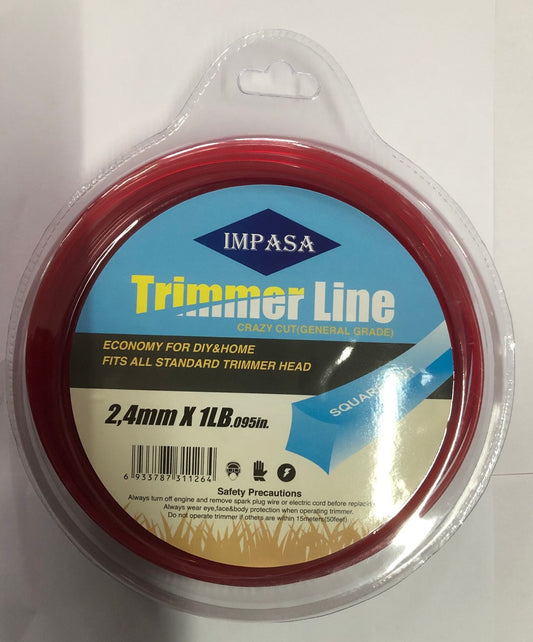 IMPASA
Trimmer Line
CRAZY CUT(GENERAL GRADE)
ECONOMY FOR DIY&HOME
FITS ALL STANDARD TRIMMER HEAD
2,4mm X 1LB.095in.
6 933787 311264
Safety Precautions
Always turn off engine and remove spark plug wire or electric cord before replacing
Always wear eye,face&body protection when operating trimmer.
Do not operate trimmer if others are within 15meters(50feet)